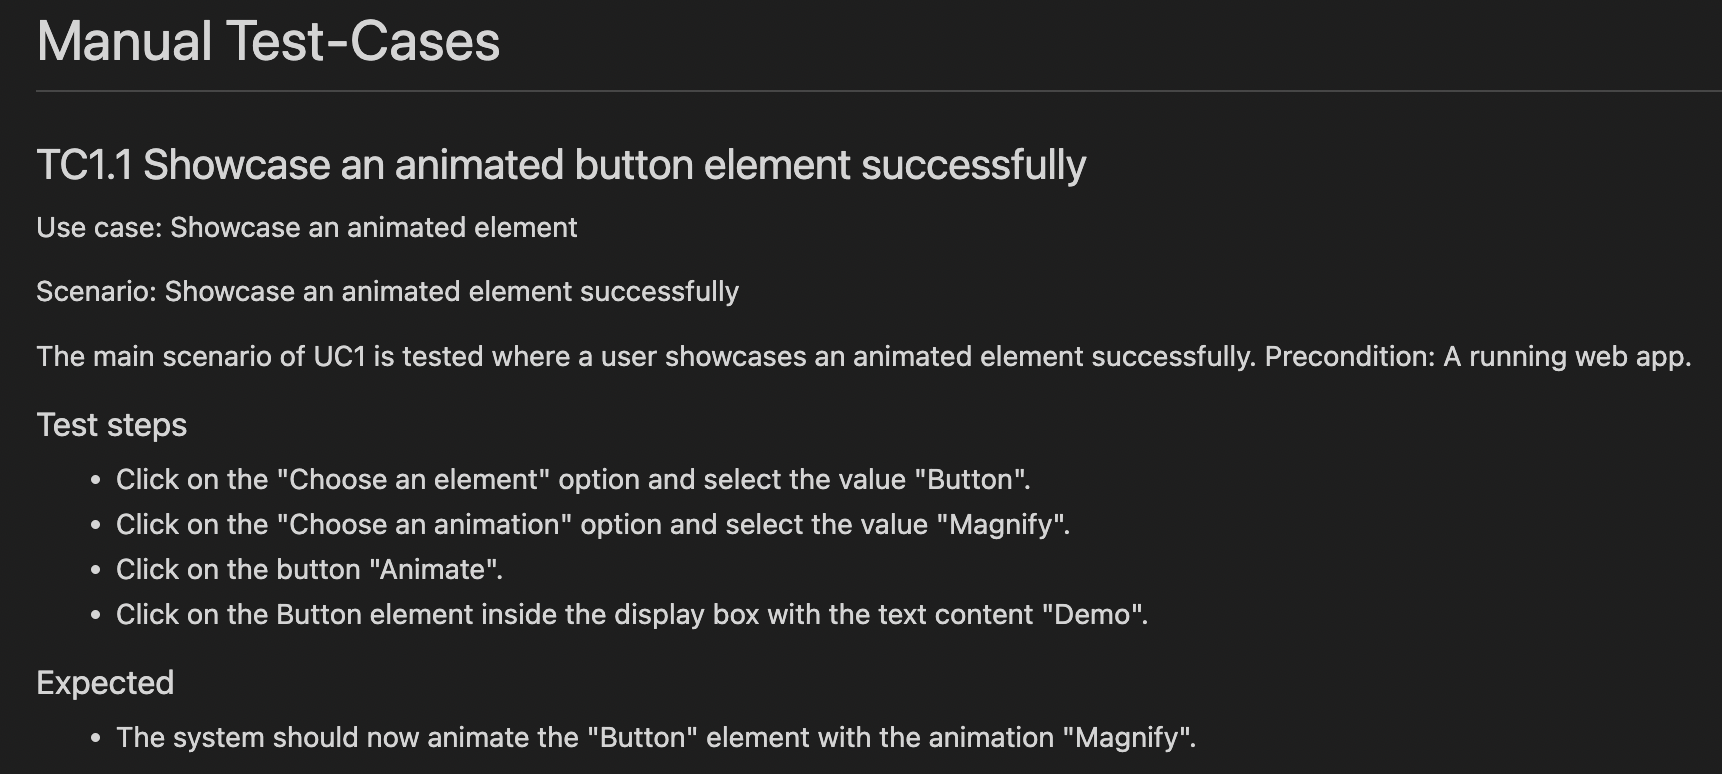 Manual Test-Cases
TC1.1 Showcase an animated button element successfully
Use case: Showcase an animated element
Scenario: Showcase an animated element successfully
The main scenario of UC1 is tested where a user showcases an animated element successfully. Precondition: A running web app.
Test steps
• Click on the "Choose an element" option and select the value "Button".
• Click on the "Choose an animation" option and select the value "Magnify".
• Click on the button "Animate".
• Click on the Button element inside the display box with the text content "Demo".
Expected
• The system should now animate the "Button" element with the animation "Magnify".